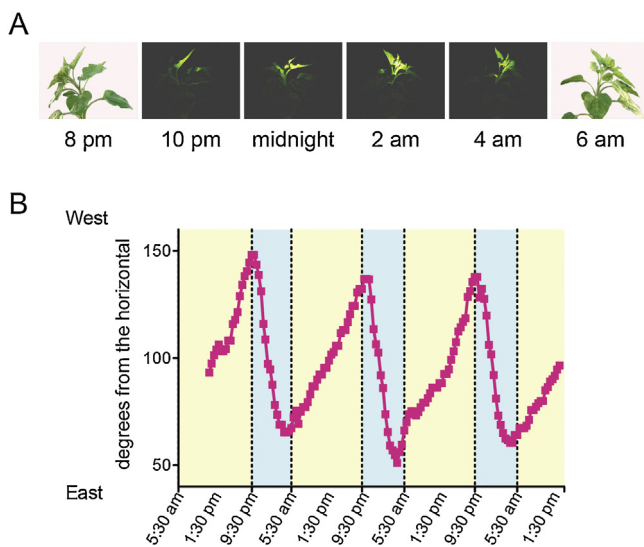 A
8 pm 10 pm midnight 2 am 4 am 6 am
B
West
150
100
50
degrees from the horizontal
East
5:30 am 1:30 pm 9:30 pm 5:30 am 1:30 pm 9:30 pm 5:30 am 1:30 pm 9:30 pm 5:30 am 1:30 pm